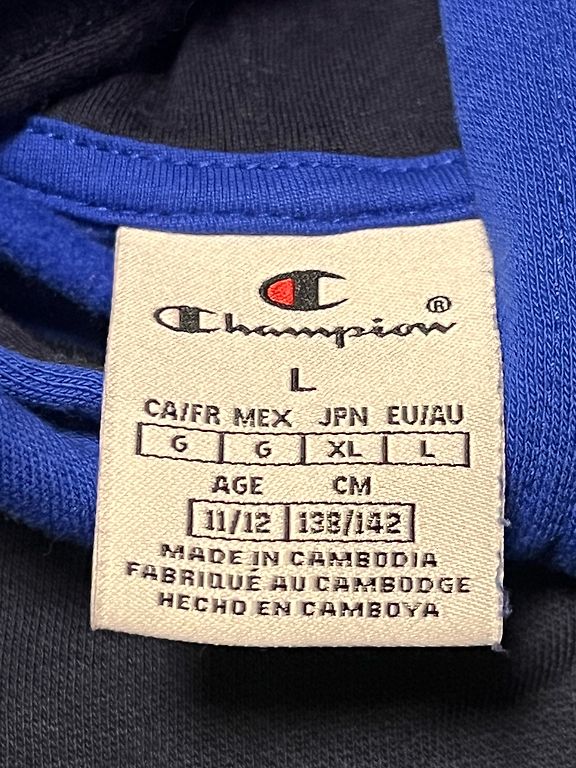 Champion®
L
CA/FR MEX JPN EU/AU
G G XL L
AGE CM
11/12 138/142
MADE IN CAMBODIA
FABRIQUÉ AU CAMBODGE
HECHO EN CAMBOYA